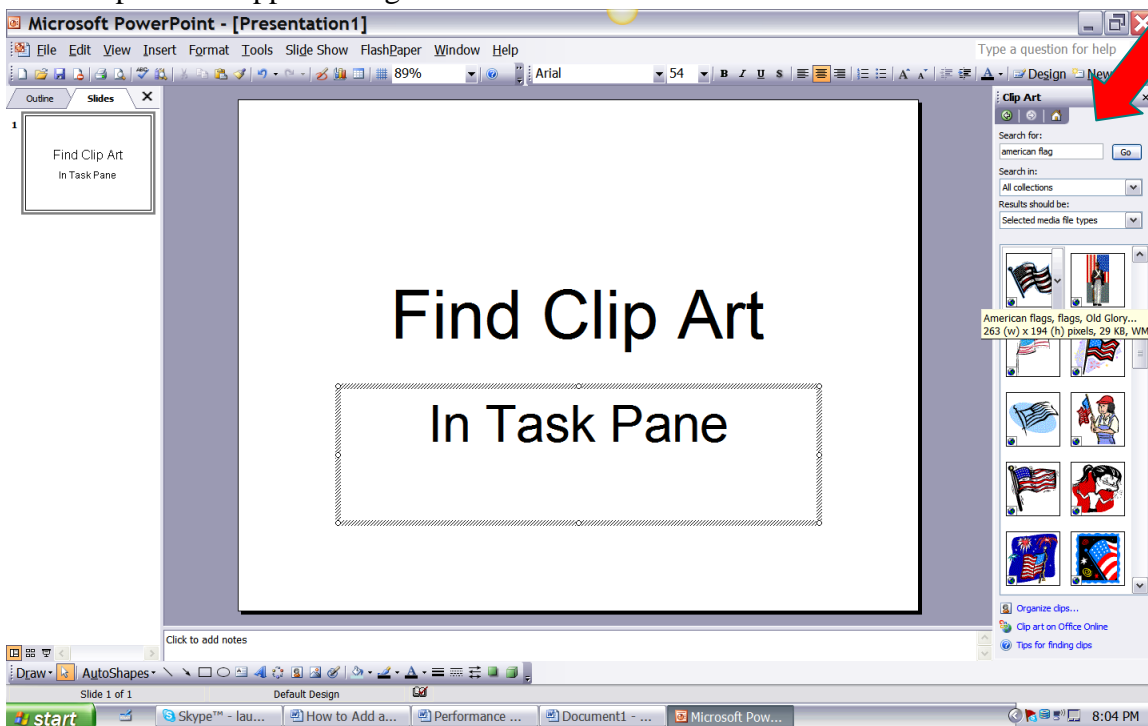 Microsoft PowerPoint - [Presentation1]
File Edit View Insert Format Tools Slide Show FlashPaper Window Help
Type a question for help
89%
Arial
54
B I U S
Design
Outline
Slides
Clip Art
1
Find Clip Art
In Task Pane
Search for:
american flag
Go
Search in:
All collections
Results should be:
Selected media file types
American flags, flags, Old Glory...
263 (w) x 194 (h) pixels, 29 KB, WM
Find Clip Art
In Task Pane
Organize clips...
Clip art on Office Online
Tips for finding clips
Click to add notes
Draw
AutoShapes
Slide 1 of 1
Default Design
start
Skype™ - lau...
How to Add a...
Performance ...
Document1 - ...
Microsoft Pow...
8:04 PM